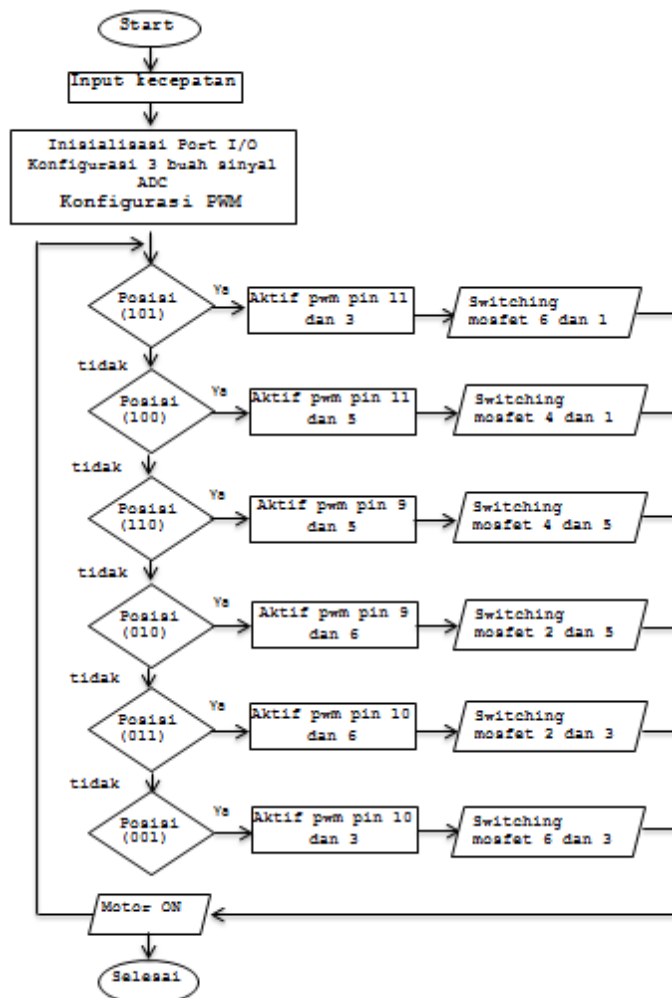 Start
Input kecepatan
Inisialisasi Port I/O
Konfigurasi 3 buah sinyal
ADC
Konfigurasi PWM
Posisi
(101)
Ya
Aktif pwm pin 11
dan 3
Switching
mosfet 6 dan 1
tidak
Posisi
(100)
Ya
Aktif pwm pin 11
dan 5
Switching
mosfet 4 dan 1
tidak
Posisi
(110)
Ya
Aktif pwm pin 9
dan 5
Switching
mosfet 4 dan 5
tidak
Posisi
(010)
Ya
Aktif pwm pin 9
dan 6
Switching
mosfet 2 dan 5
tidak
Posisi
(011)
Ya
Aktif pwm pin 10
dan 6
Switching
mosfet 2 dan 3
tidak
Posisi
(001)
Ya
Aktif pwm pin 10
dan 3
Switching
mosfet 6 dan 3
Motor ON
Selesai